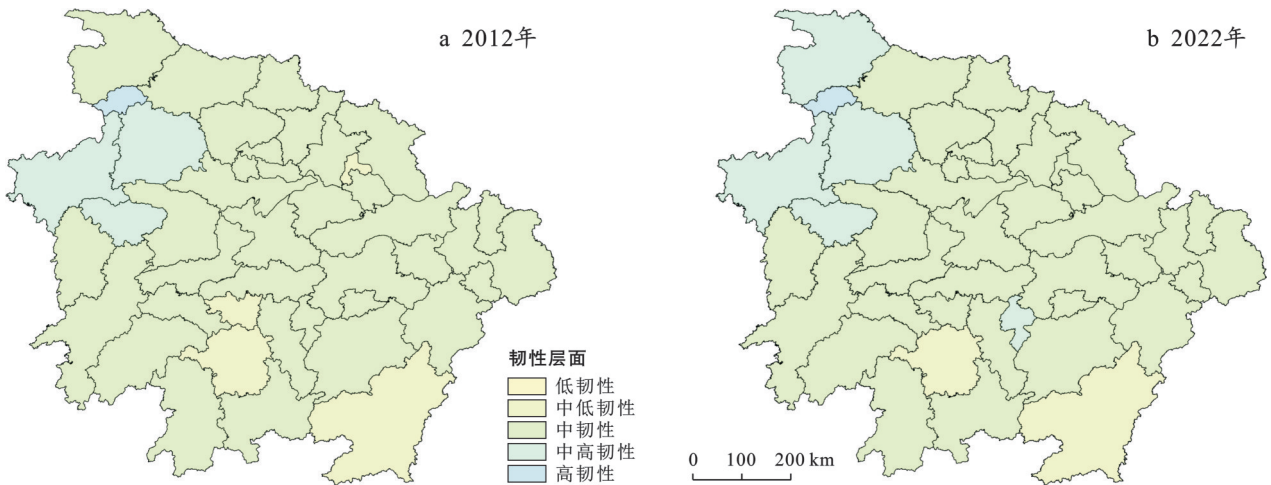 a 2012年
b 2022年
韧性层面
低韧性
中低韧性
中韧性
中高韧性
高韧性
0 100 200 km